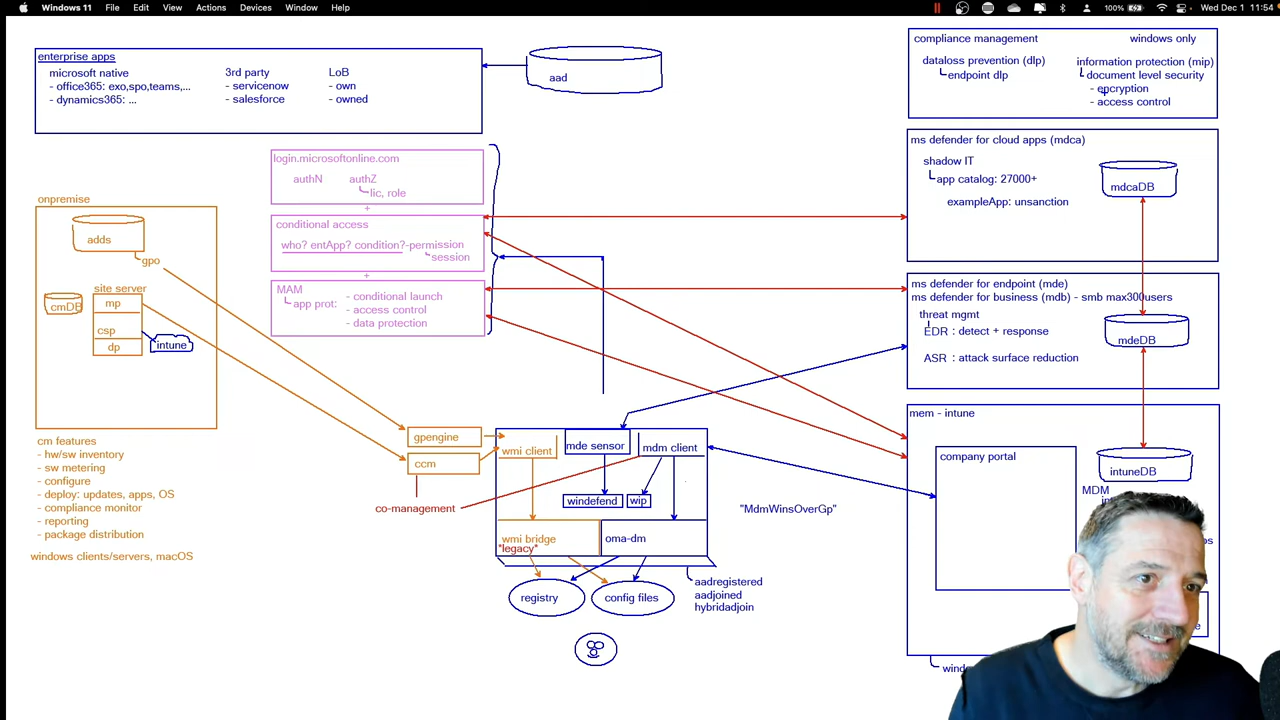 Windows 11 File Edit View Actions Devices Window Help
100% Wed Dec 1 11:54
enterprise apps
microsoft native
- office365: exo,spo,teams,...
- dynamics365: ...
3rd party
- servicenow
- salesforce
LoB
- own
- owned
aad
compliance management
windows only
dataloss prevention (dlp)
endpoint dlp
information protection (mip)
document level security
- encryption
- access control
login.microsoftonline.com
authN authZ
lic, role
+
conditional access
who? entApp? condition?-permission
session
+
MAM
app prot:
- conditional launch
- access control
- data protection
ms defender for cloud apps (mdca)
shadow IT
app catalog: 27000+
exampleApp: unsanction
mdcaDB
onpremise
adds
gpo
site server
cmDB
mp
csp
dp
intune
ms defender for endpoint (mde)
ms defender for business (mdb) - smb max300users
threat mgmt
EDR : detect + response
ASR : attack surface reduction
mdeDB
cm features
- hw/sw inventory
- sw metering
- configure
- deploy: updates, apps, OS
- compliance monitor
- reporting
- package distribution
windows clients/servers, macOS
gpengine
ccm
co-management
wmi client
mde sensor
mdm client
windefend
wip
wmi bridge
*legacy*
oma-dm
registry
config files
"MdmWinsOverGp"
aadregistered
aadjoined
hybridadjoin
mem - intune
company portal
intuneDB
MDM